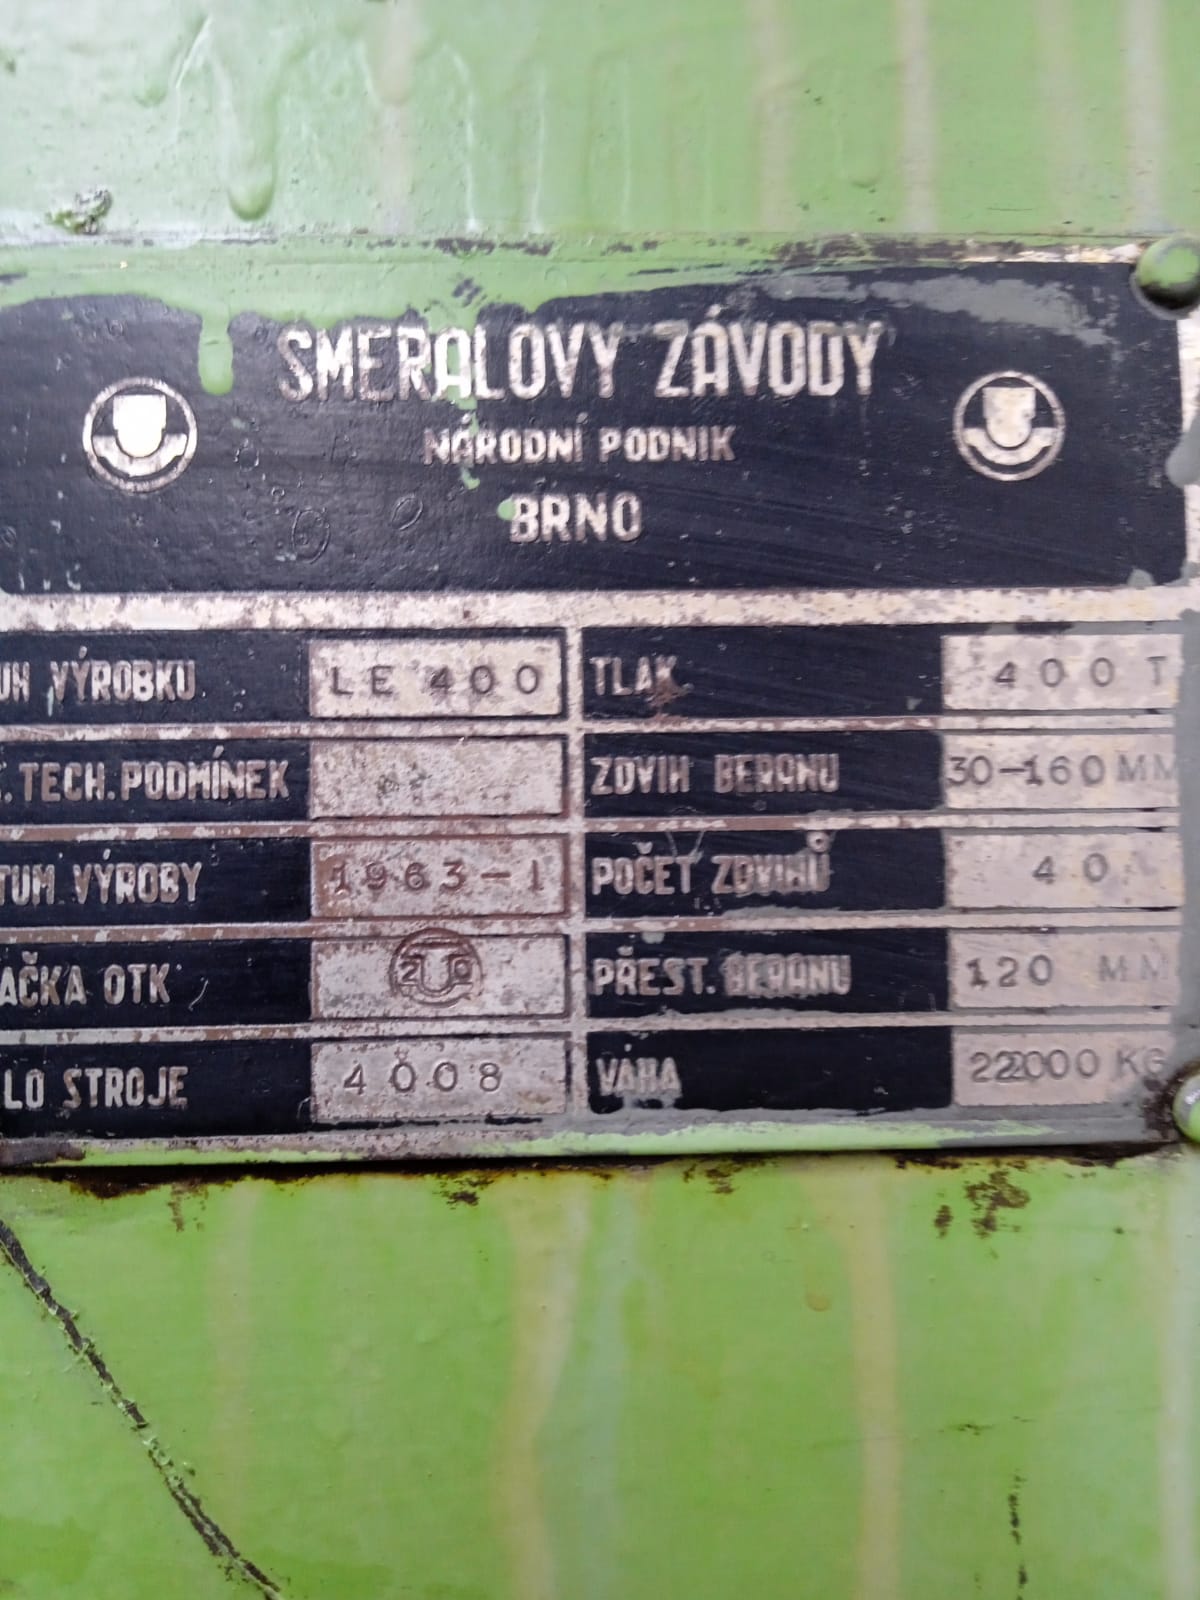 SMERALOVY ZÁVODY
NÁRODNÍ PODNIK
BRNO
UH VÝROBKU LE 400 TLAK 400 T
. TECH. PODMÍNEK ZDVIH BERANU 30-160 MM
TUM VÝROBY 1963-1 POČET ZDVIHŮ 40
AČKA OTK PŘEST. BERANU 120 MM
LO STROJE 4008 VÁHA 22000 KG